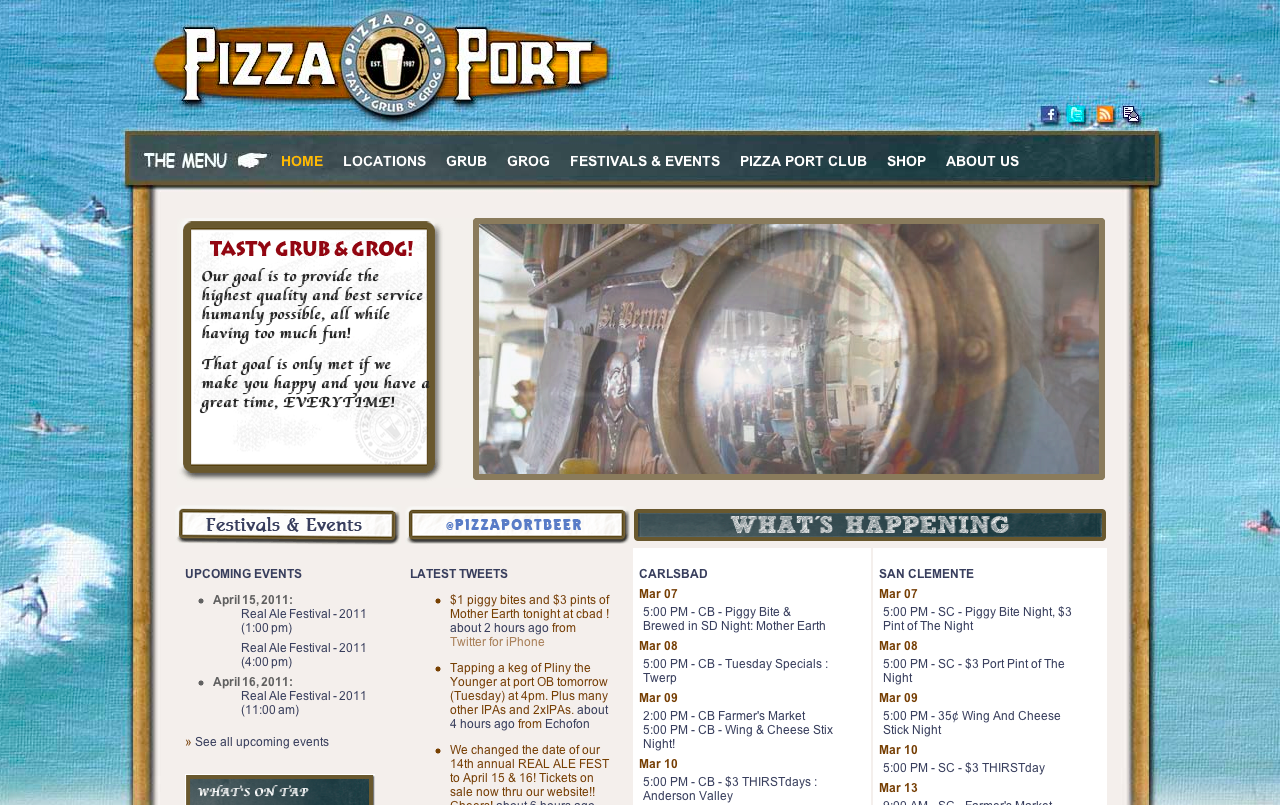 PIZZA PORT
PIZZA PORT
EST. 1987
TASTY GRUB & GROG
THE MENU
HOME LOCATIONS GRUB GROG FESTIVALS & EVENTS PIZZA PORT CLUB SHOP ABOUT US
TASTY GRUB & GROG!
Our goal is to provide the
highest quality and best service
humanly possible, all while
having too much fun!
That goal is only met if we
make you happy and you have a
great time, EVERYTIME!
Festivals & Events
UPCOMING EVENTS
April 15, 2011:
Real Ale Festival - 2011
(1:00 pm)
Real Ale Festival - 2011
(4:00 pm)
April 16, 2011:
Real Ale Festival - 2011
(11:00 am)
» See all upcoming events
WHAT'S ON TAP
@PIZZAPORTBEER
LATEST TWEETS
$1 piggy bites and $3 pints of
Mother Earth tonight at cbad !
about 2 hours ago from
Twitter for iPhone
Tapping a keg of Pliny the
Younger at port OB tomorrow
(Tuesday) at 4pm. Plus many
other IPAs and 2xIPAs. about
4 hours ago from Echofon
We changed the date of our
14th annual REAL ALE FEST
to April 15 & 16! Tickets on
sale now thru our website!!
Cheers! about 6 hours ago
WHAT'S HAPPENING
CARLSBAD
Mar 07
5:00 PM - CB - Piggy Bite &
Brewed in SD Night: Mother Earth
Mar 08
5:00 PM - CB - Tuesday Specials :
Twerp
Mar 09
2:00 PM - CB Farmer's Market
5:00 PM - CB - Wing & Cheese Stix
Night!
Mar 10
5:00 PM - CB - $3 THIRSTdays :
Anderson Valley
SAN CLEMENTE
Mar 07
5:00 PM - SC - Piggy Bite Night, $3
Pint of The Night
Mar 08
5:00 PM - SC - $3 Port Pint of The
Night
Mar 09
5:00 PM - 35¢ Wing And Cheese
Stick Night
Mar 10
5:00 PM - SC - $3 THIRSTday
Mar 13
9:00 AM - SC - Farmer's Market